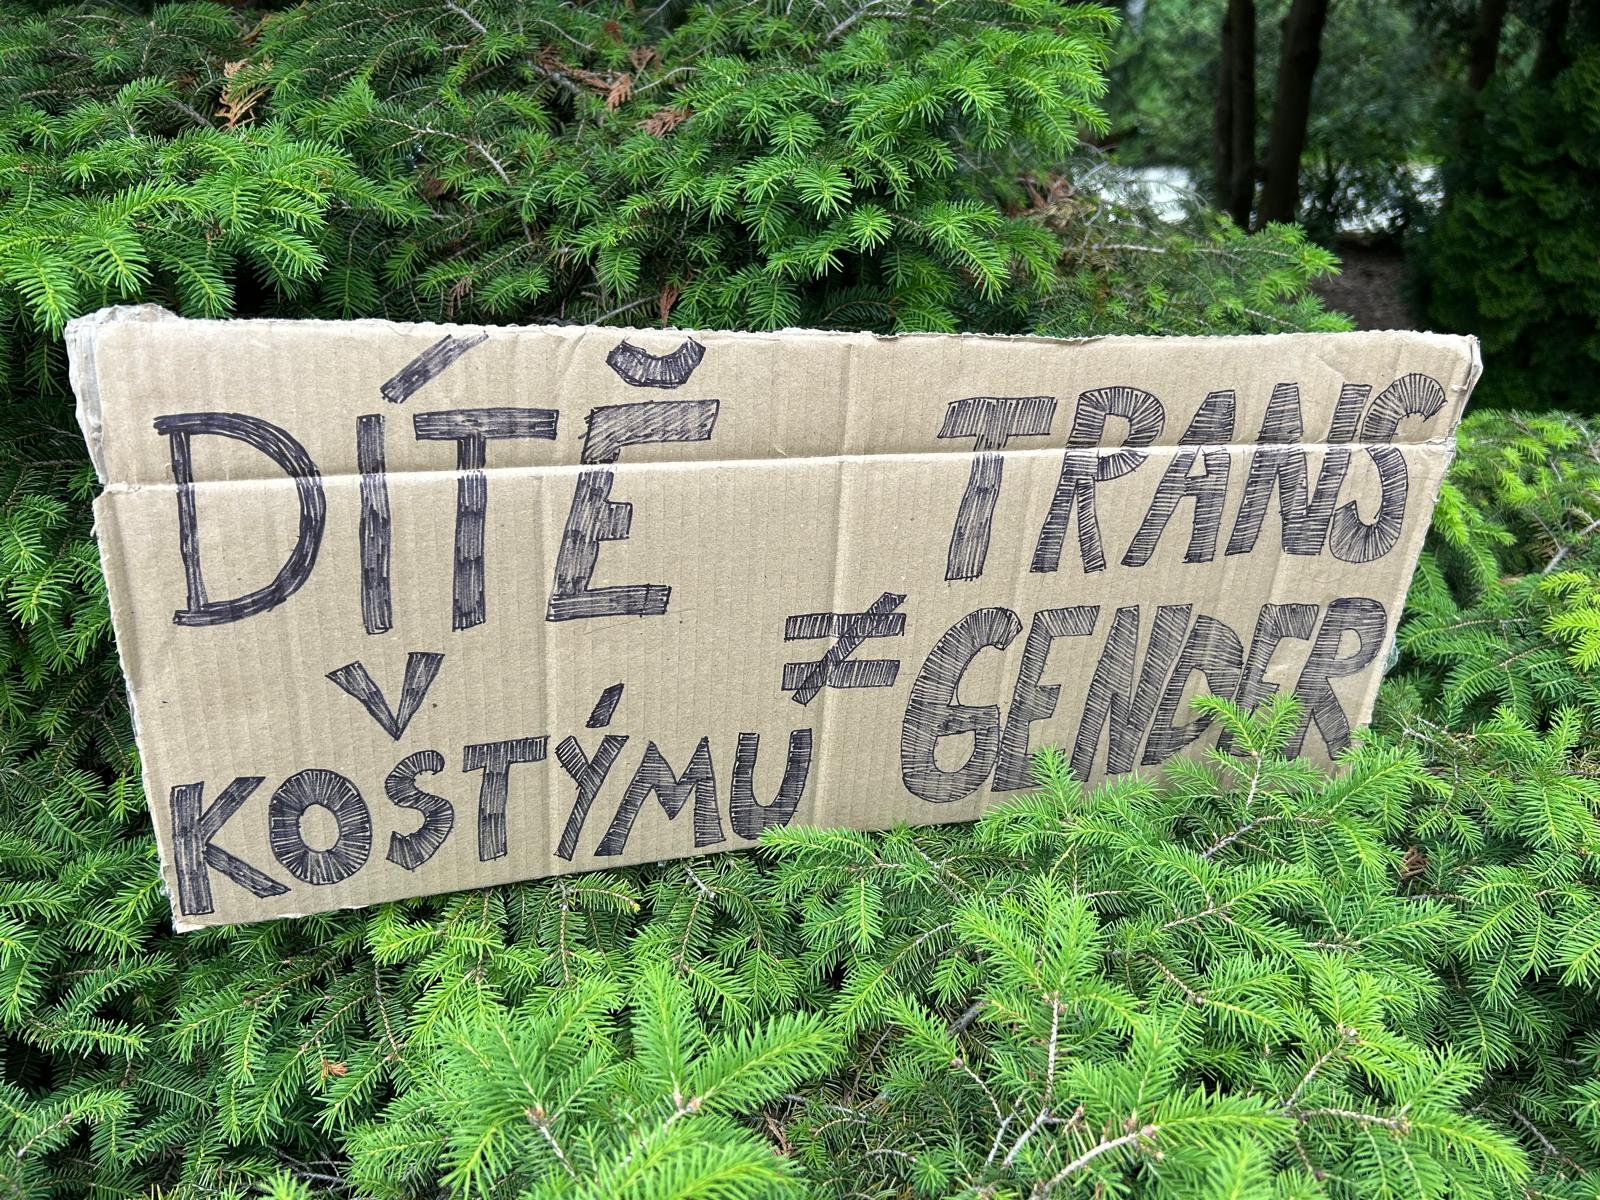 DÍTĚ
V
KOSTÝMU
≠
TRANS
GENDER